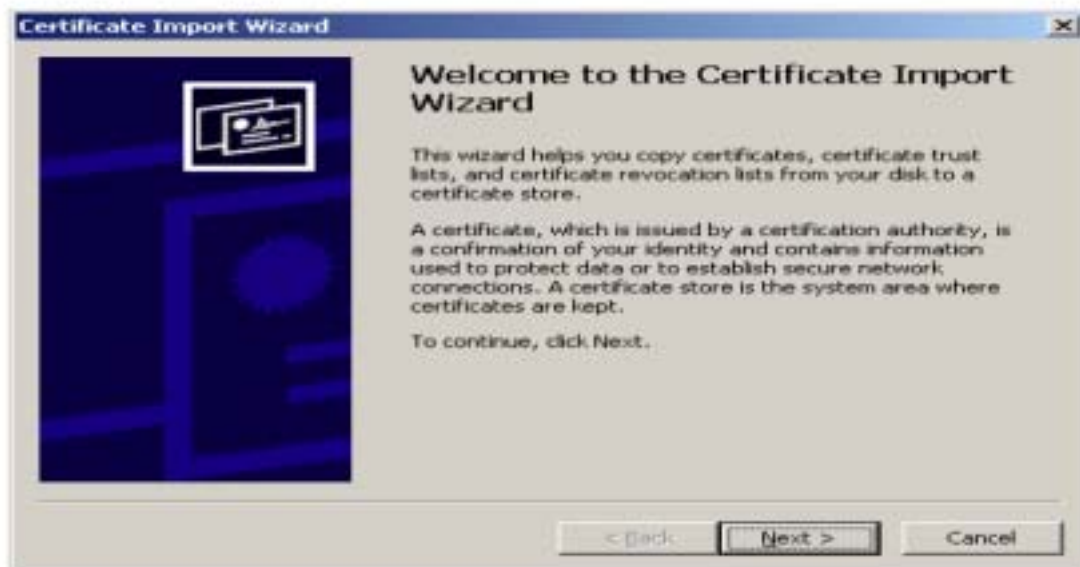 Certificate Import Wizard
Welcome to the Certificate Import
Wizard
This wizard helps you copy certificates, certificate trust
lists, and certificate revocation lists from your disk to a
certificate store.
A certificate, which is issued by a certification authority, is
a confirmation of your identity and contains information
used to protect data or to establish secure network
connections. A certificate store is the system area where
certificates are kept.
To continue, click Next.
< Back Next > Cancel